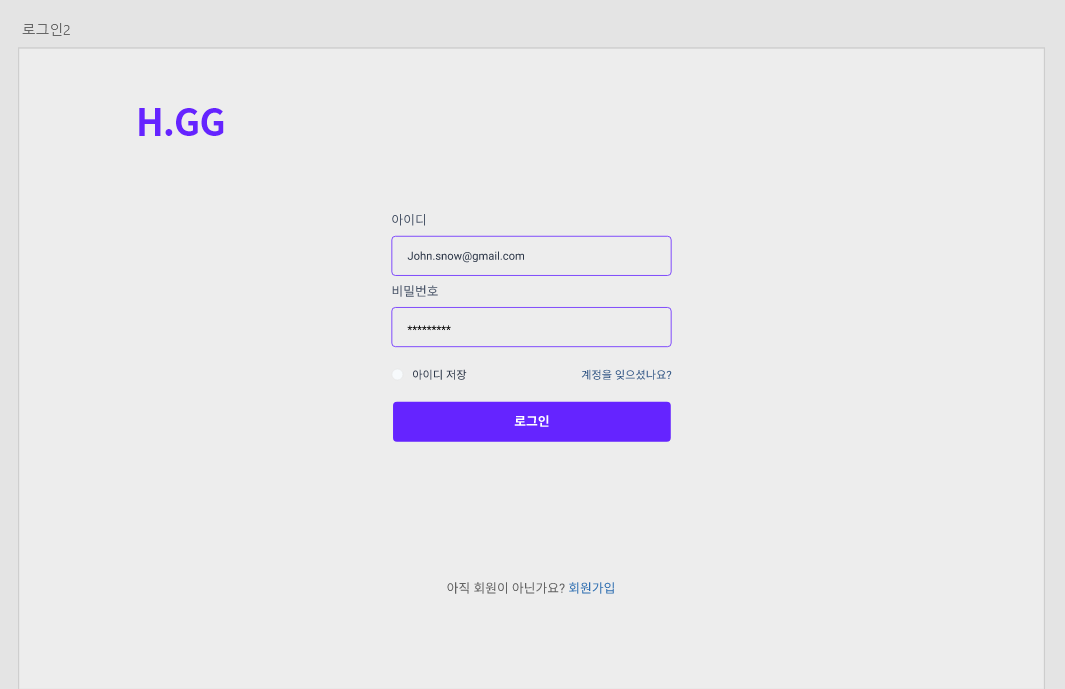 로그인2
H.GG
아이디
John.snow@gmail.com
비밀번호
*********
아이디 저장 계정을 잊으셨나요?
로그인
아직 회원이 아닌가요? 회원가입